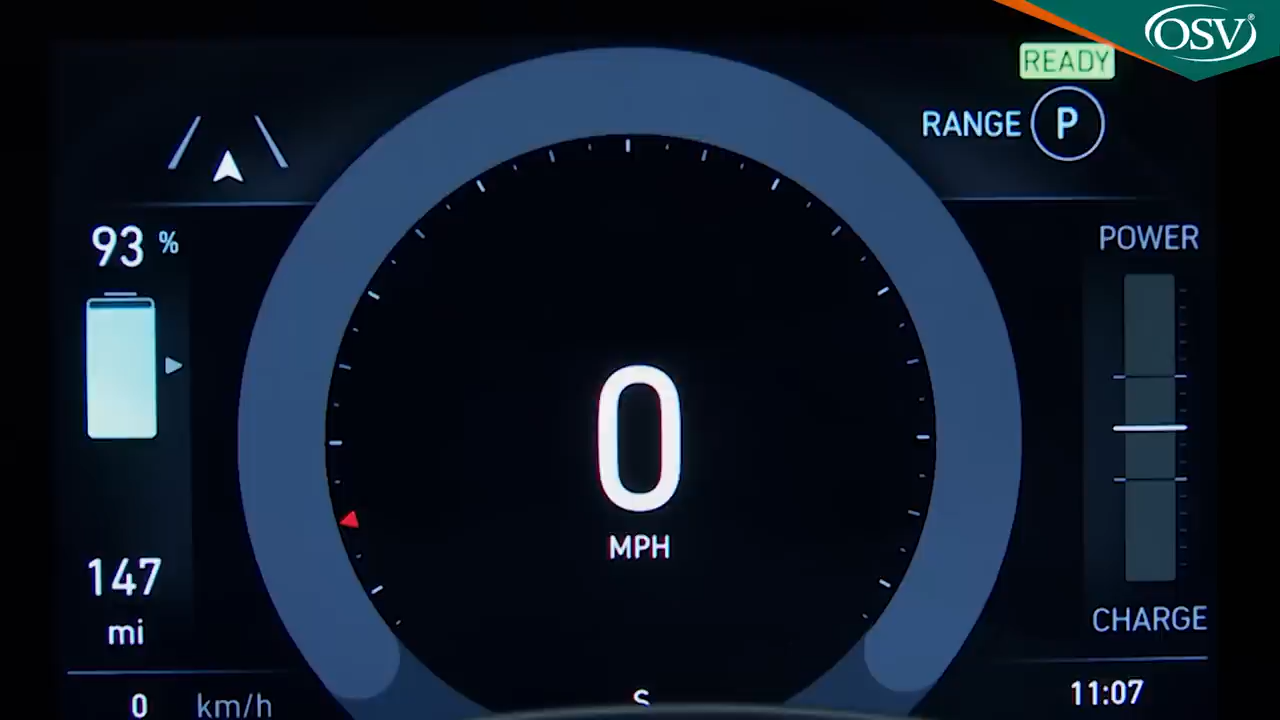 OSV®
READY
RANGE P
93 %
POWER
0
MPH
147
mi
CHARGE
0 km/h
S
11:07